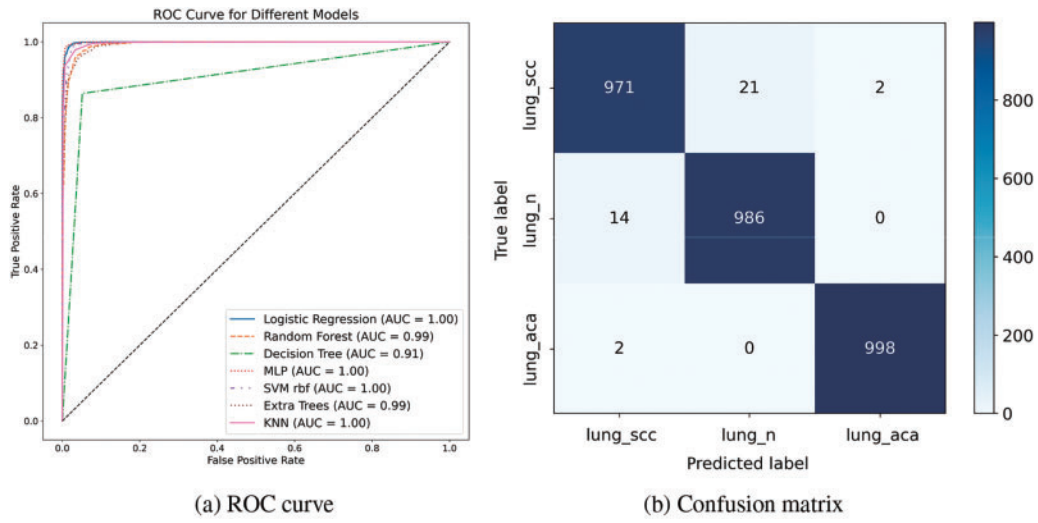 ROC Curve for Different Models
1.0
0.8
0.6
0.4
0.2
0.0
True Positive Rate
0.0 0.2 0.4 0.6 0.8 1.0
False Positive Rate
Logistic Regression (AUC = 1.00)
Random Forest (AUC = 0.99)
Decision Tree (AUC = 0.91)
MLP (AUC = 1.00)
SVM rbf (AUC = 1.00)
Extra Trees (AUC = 0.99)
KNN (AUC = 1.00)
(a) ROC curve
True label
lung_scc
971 21 2
lung_n
14 986 0
lung_aca
2 0 998
lung_scc lung_n lung_aca
Predicted label
800
600
400
200
0
(b) Confusion matrix